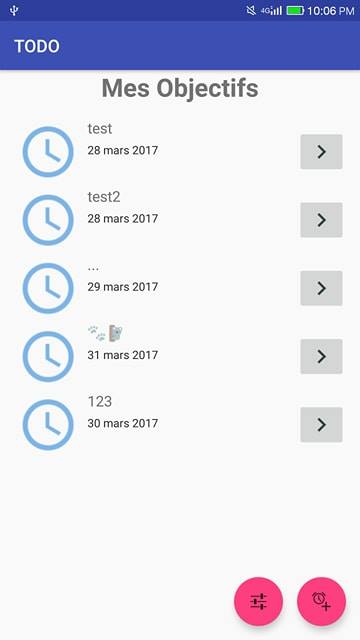 4G 10:06 PM
TODO
Mes Objectifs
test
28 mars 2017
test2
28 mars 2017
...
29 mars 2017
🐾
31 mars 2017
123
30 mars 2017